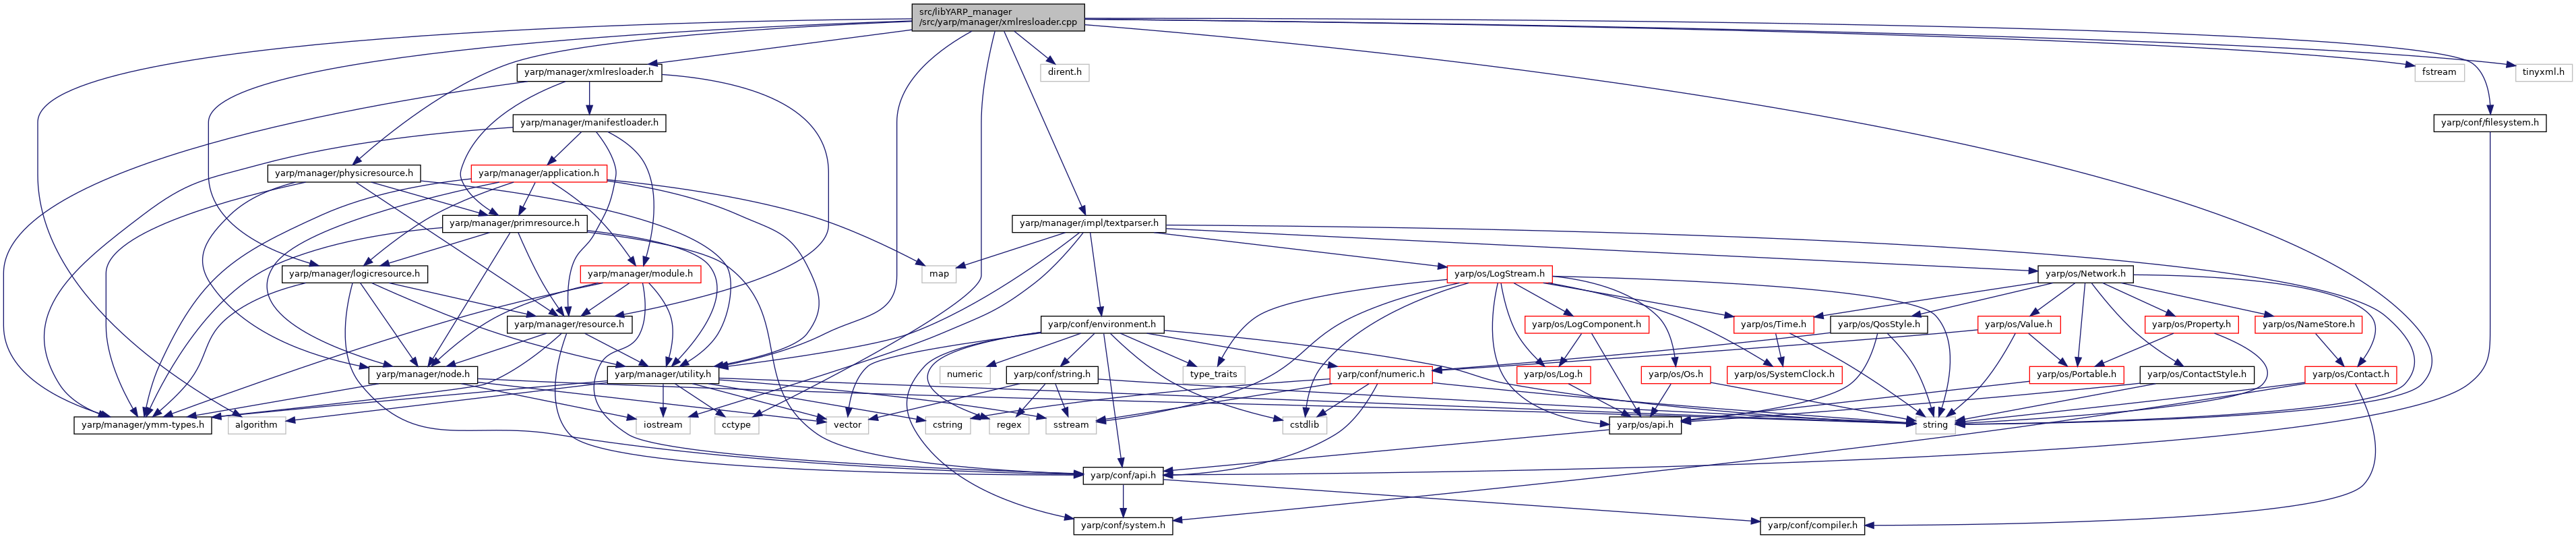 src/libYARP_manager
/src/yarp/manager/xmlresloader.cpp
yarp/manager/xmlresloader.h
dirent.h
fstream
tinyxml.h
yarp/manager/manifestloader.h
yarp/conf/filesystem.h
yarp/manager/physicresource.h
yarp/manager/application.h
yarp/manager/primresource.h
yarp/manager/impl/textparser.h
yarp/manager/logicresource.h
yarp/manager/module.h
map
yarp/os/LogStream.h
yarp/os/Network.h
yarp/manager/resource.h
yarp/conf/environment.h
yarp/os/LogComponent.h
yarp/os/Time.h
yarp/os/QosStyle.h
yarp/os/Value.h
yarp/os/Property.h
yarp/os/NameStore.h
yarp/manager/node.h
yarp/manager/utility.h
numeric
yarp/conf/string.h
type_traits
yarp/conf/numeric.h
yarp/os/Log.h
yarp/os/Os.h
yarp/os/SystemClock.h
yarp/os/Portable.h
yarp/os/ContactStyle.h
yarp/os/Contact.h
yarp/manager/ymm-types.h
algorithm
iostream
cctype
vector
cstring
regex
sstream
cstdlib
yarp/os/api.h
string
yarp/conf/api.h
yarp/conf/system.h
yarp/conf/compiler.h